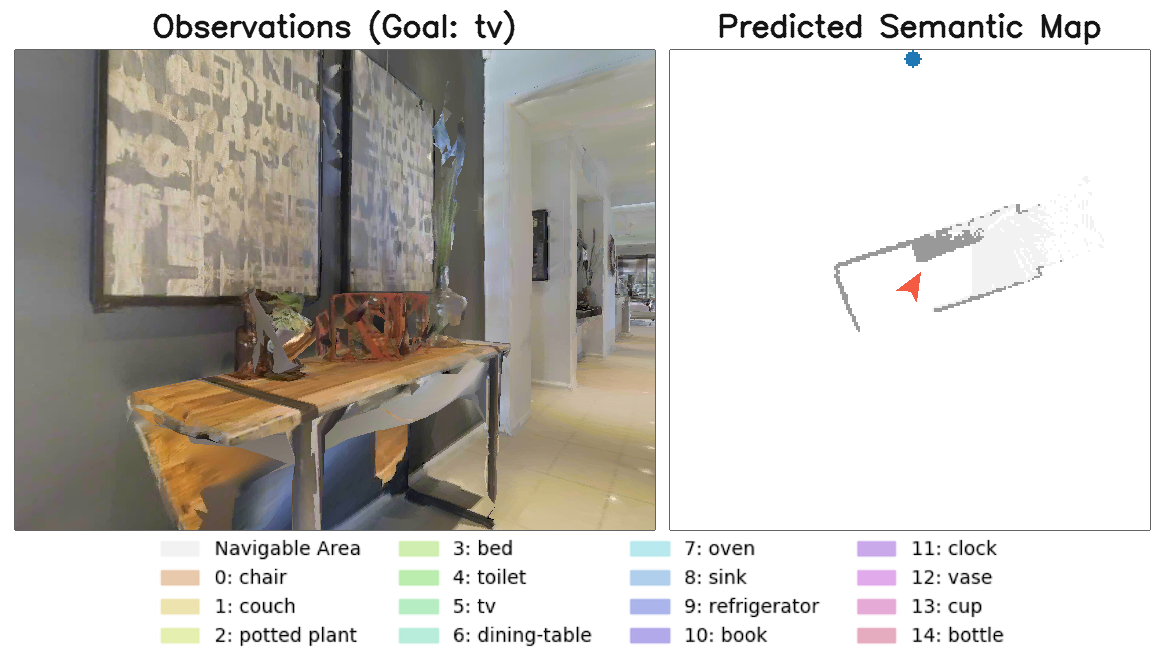 Observations (Goal: tv)
Predicted Semantic Map
Navigable Area
0: chair
1: couch
2: potted plant
3: bed
4: toilet
5: tv
6: dining-table
7: oven
8: sink
9: refrigerator
10: book
11: clock
12: vase
13: cup
14: bottle